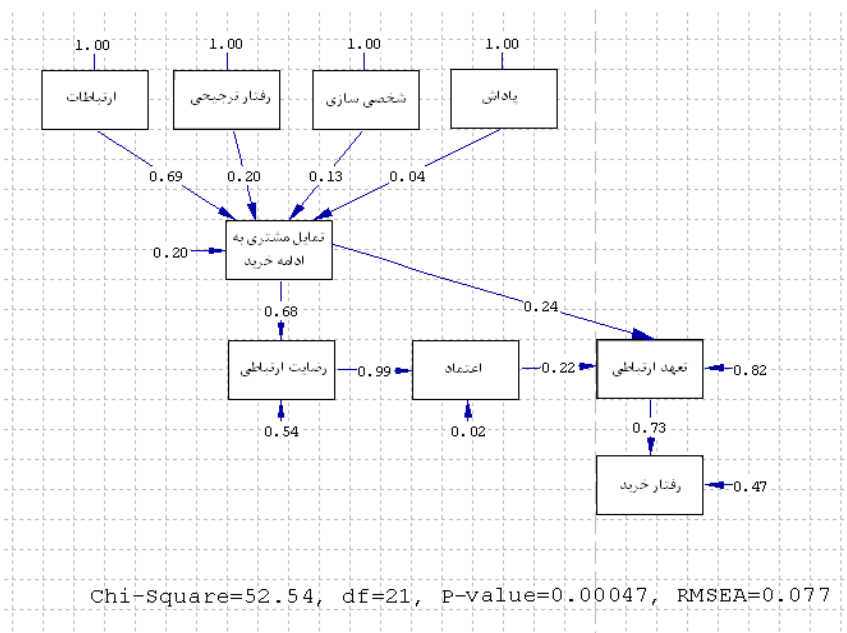 1.00 1.00 1.00 1.00
ارتباطات رفتار ترجیحی شخصی سازی پاداش
0.69 0.20 0.13 0.04
تمایل مشتری به
ادامه خرید
0.20
0.24
0.68
رضایت ارتباطی 0.99 اعتماد 0.22 تعهد ارتباطی 0.82
0.54 0.02 0.73
رفتار خرید 0.47
Chi-Square=52.54, df=21, P-value=0.00047, RMSEA=0.077